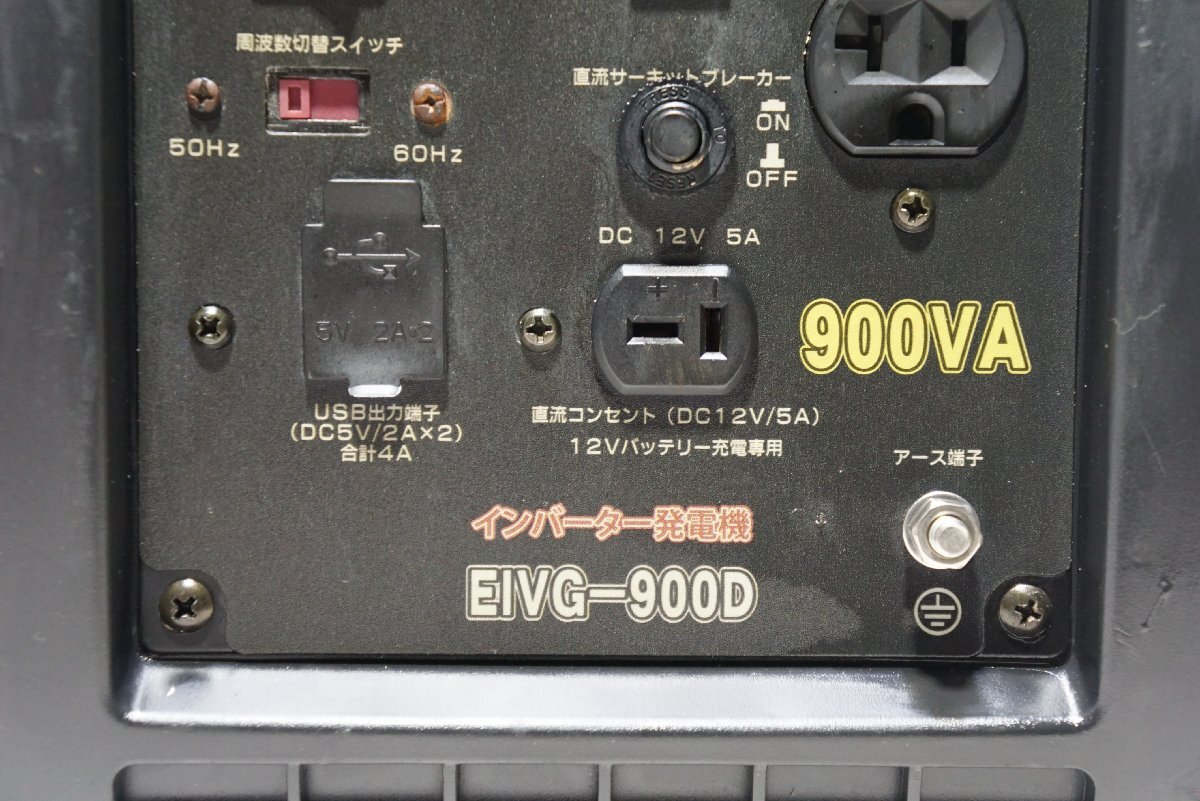 周波数切替スイッチ
50Hz
60Hz
直流サーキットブレーカー
ON
OFF
DC 12V 5A
+ −
5V 2A×2
USB出力端子
(DC5V/2A×2)
合計4A
直流コンセント (DC12V/5A)
12Vバッテリー充電専用
900VA
アース端子
インバーター発電機
EIVG-900D